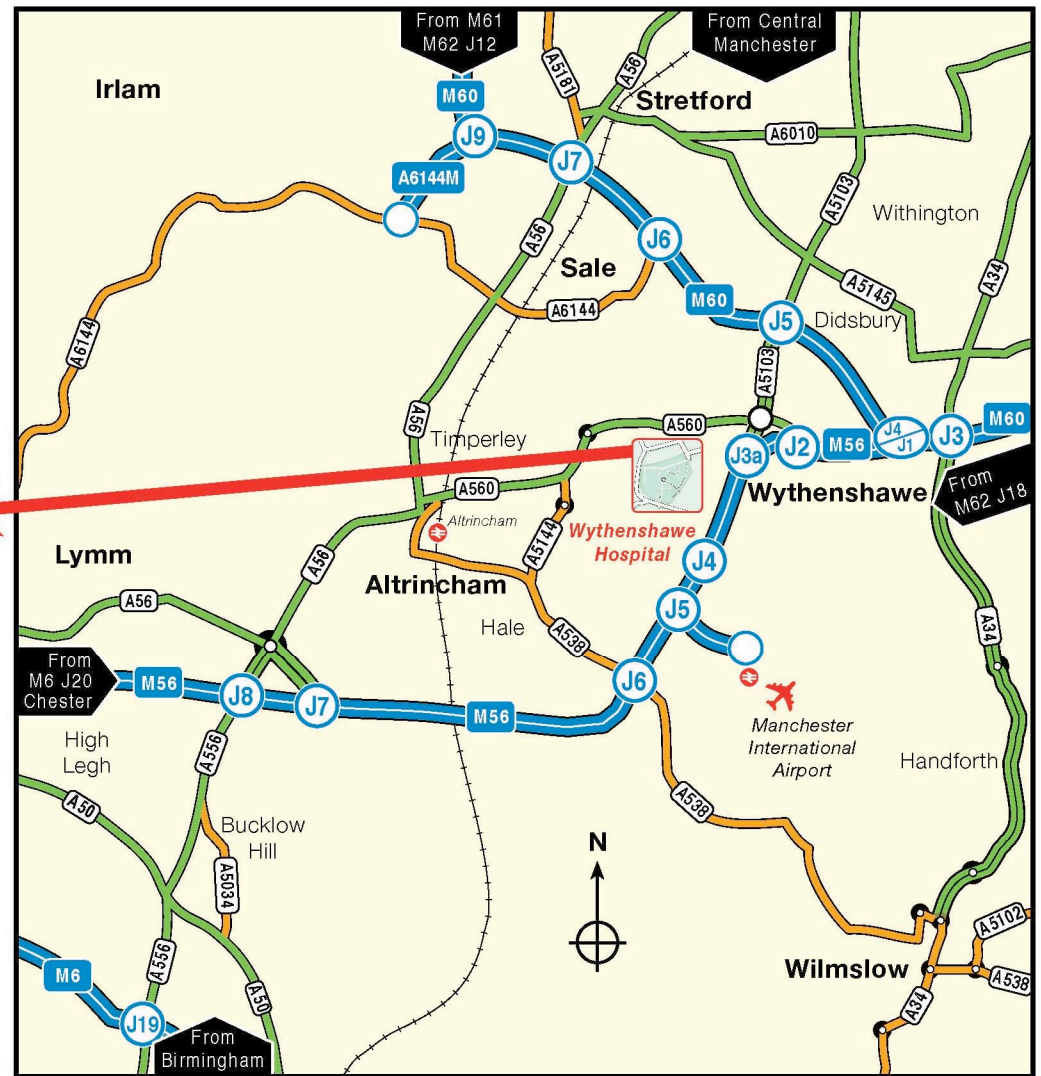 From M61
M62 J12
From Central
Manchester
Irlam
M60
A5181
A56
Stretford
J9
A6010
J7
A6144M
A5103
Withington
A56
J6
Sale
A34
M60
A5145
A6144
J5
Didsbury
A6144
A5103
A56
Timperley
A560
J4
J1
J3
M60
J3a
J2
M56
A560
Wythenshawe
From
M62 J18
Altrincham
A5144
Wythenshawe
Hospital
Lymm
A56
J4
Altrincham
A56
J5
Hale
A538
A34
From
M6 J20
Chester
M56
J8
J7
J6
M56
Manchester
International
Airport
High
Legh
A556
Handforth
A50
A538
Bucklow
Hill
N
A5034
A5102
A556
Wilmslow
M6
A538
A50
A34
J19
From
Birmingham